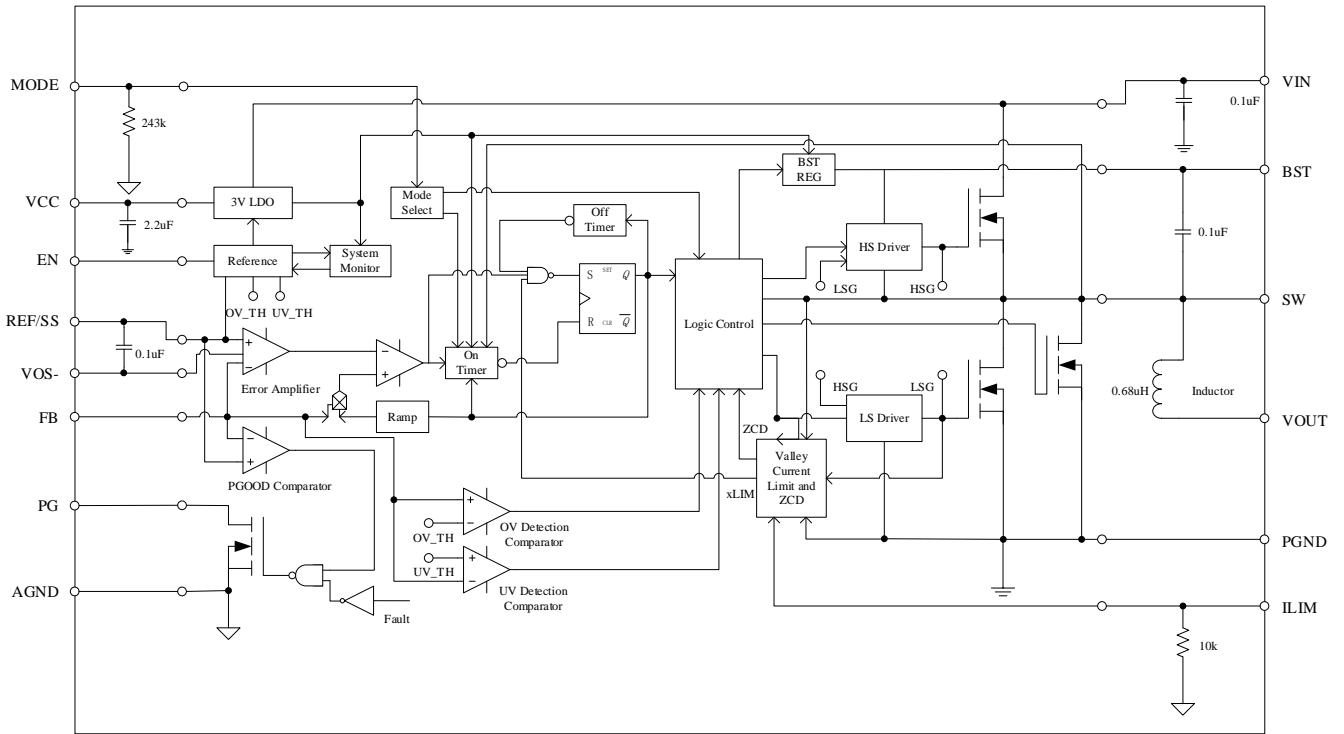 MODE
243k
VCC
2.2uF
EN
REF/SS
0.1uF
VOS-
FB
PG
AGND
3V LDO
Reference
System
Monitor
OV_TH
UV_TH
Error Amplifier
PGOOD Comparator
Fault
Mode
Select
Off
Timer
S
SET
Q
R
CLR
Q
On
Timer
Ramp
OV_TH
OV Detection
Comparator
UV_TH
UV Detection
Comparator
Logic Control
BST
REG
HS Driver
LSG
HSG
HSG
LSG
LS Driver
ZCD
Valley
Current
Limit and
ZCD
xLIM
VIN
0.1uF
BST
0.1uF
SW
0.68uH
Inductor
VOUT
PGND
ILIM
10k
+
−
−
+
−
+
+
−
+
−